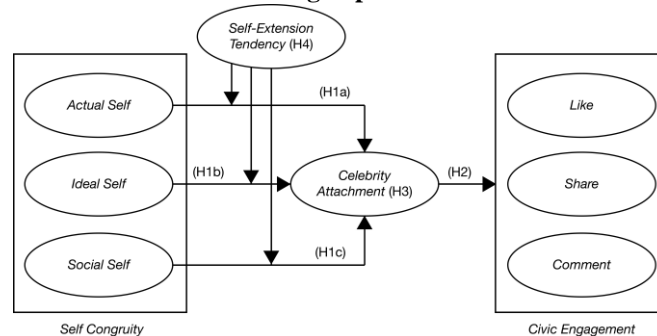 Self-Extension
Tendency (H4)
Actual Self
(H1a)
Like
Ideal Self
(H1b)
Celebrity
Attachment (H3)
(H2)
Share
Social Self
(H1c)
Comment
Self Congruity
Civic Engagement